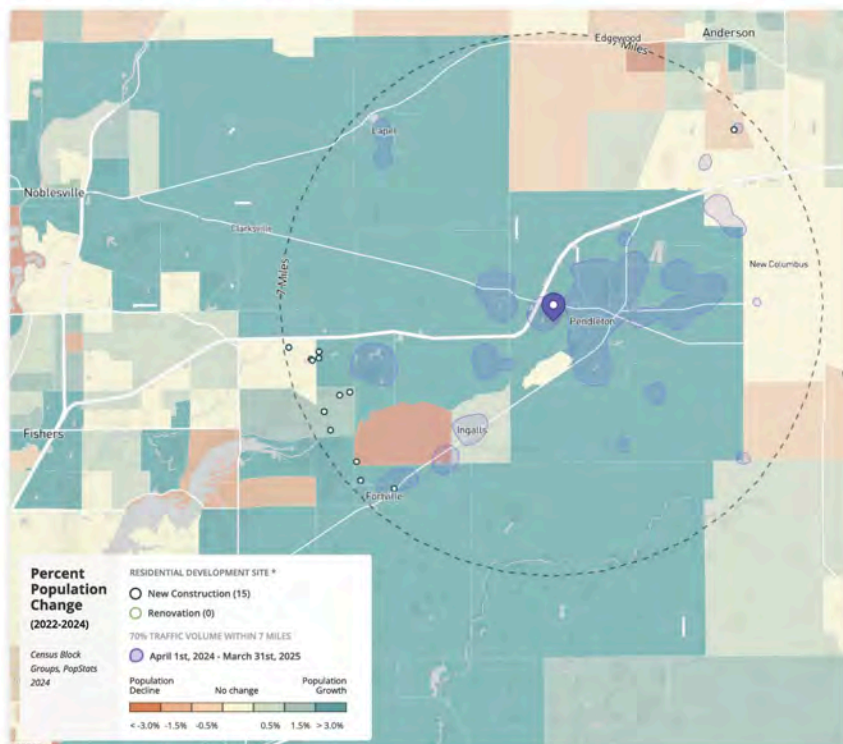 Edgewood
7 Miles
Anderson
Lapel
Noblesville
Clarksville
7 Miles
New Columbus
Pendleton
Fishers
Ingalls
Fortville
Percent
Population
Change
(2022-2024)
Census Block
Groups, PopStats
2024
RESIDENTIAL DEVELOPMENT SITE *
New Construction (15)
Renovation (0)
70% TRAFFIC VOLUME WITHIN 7 MILES
April 1st, 2024 - March 31st, 2025
Population
Decline
No change
Population
Growth
< -3.0% -1.5% -0.5% 0.5% 1.5% > 3.0%